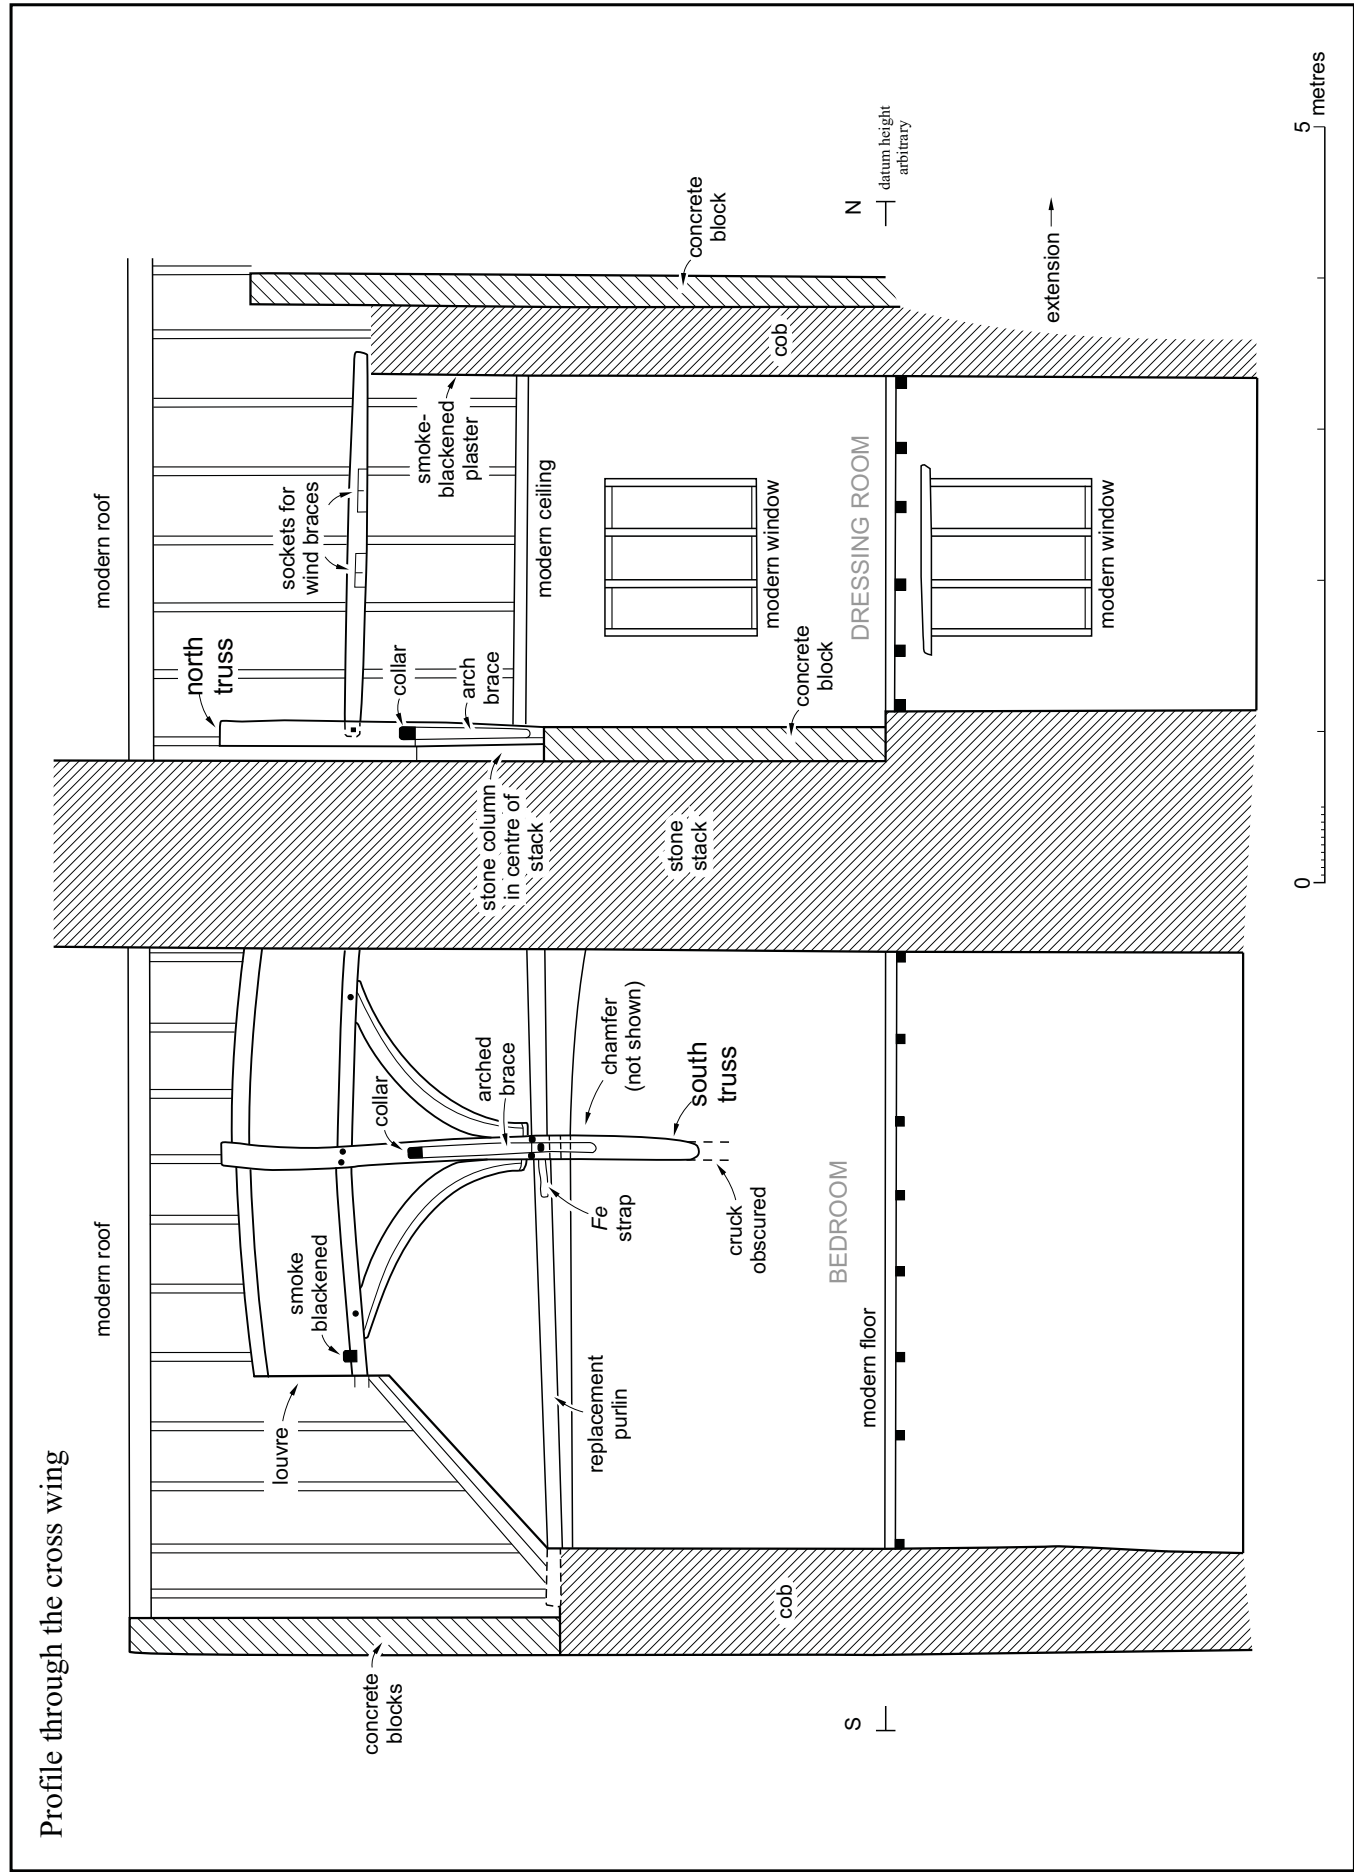 Profile through the cross wing
modern roof
modern roof
concrete
blocks
louvre
smoke
blackened
collar
arched
brace
chamfer
(not shown)
south
truss
Fe
strap
cruck
obscured
replacement
purlin
BEDROOM
modern floor
cob
S
stone column
in centre of
stack
stone
stack
north
truss
sockets for
wind braces
collar
arch
brace
smoke-
blackened
plaster
modern ceiling
modern window
DRESSING ROOM
concrete
block
modern window
cob
concrete
block
N
datum height
arbitrary
extension
0
5
metres